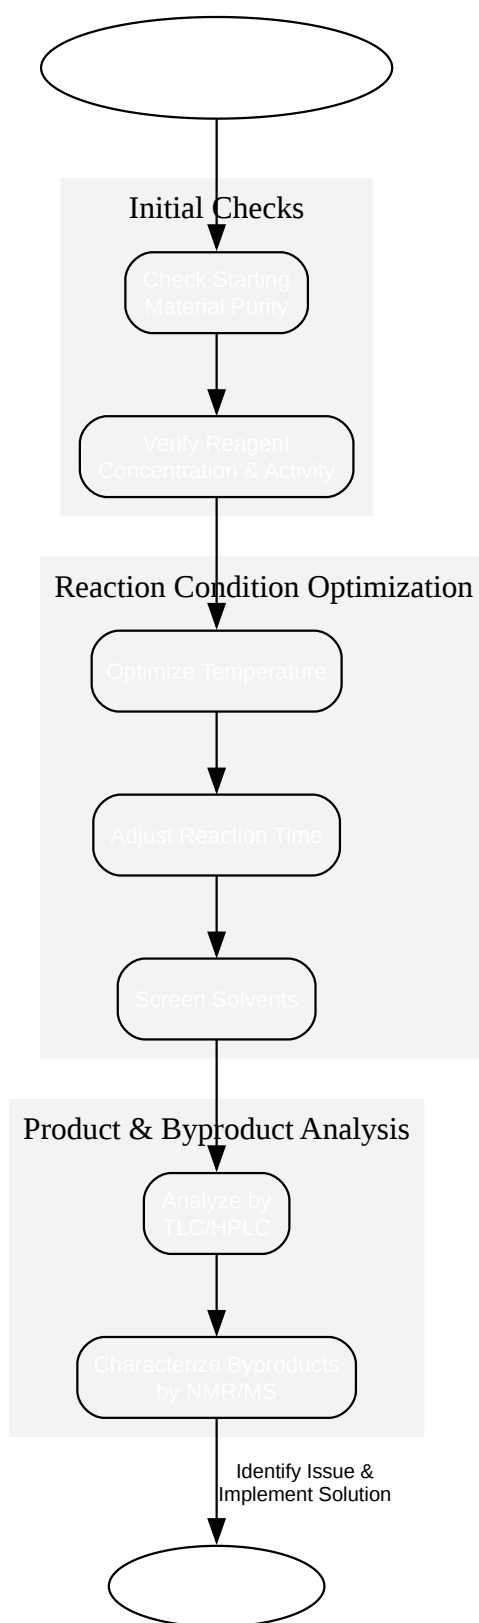 Initial Checks
Check Starting
Material Purity
Verify Reagent
Concentration & Activity
Reaction Condition Optimization
Optimize Temperature
Adjust Reaction Time
Screen Solvents
Product & Byproduct Analysis
Analyze by
TLC/HPLC
Characterize Byproducts
by NMR/MS
Identify Issue &
Implement Solution